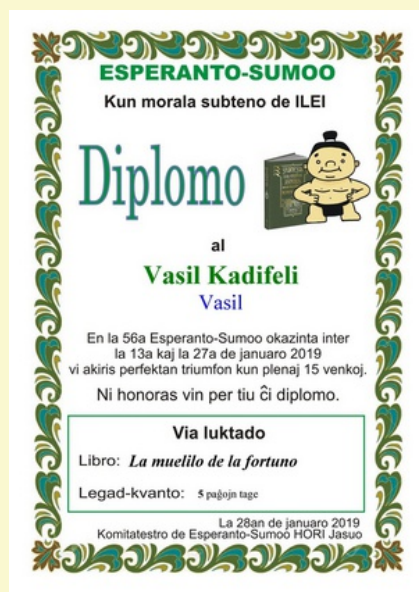 ESPERANTO-SUMOO
Kun morala subteno de ILEI
Diplomo
al
Vasil Kadifeli
Vasil
En la 56a Esperanto-Sumoo okazinta inter
la 13a kaj la 27a de januaro 2019
vi akiris perfektan triumfon kun plenaj 15 venkoj.
Ni honoras vin per tiu ĉi diplomo.
Via luktado
Libro: La muelilo de la fortuno
Legad-kvanto: 5 paĝojn tage
La 28an de januaro 2019
Komitatestro de Esperanto-Sumoo HORI Jasuo